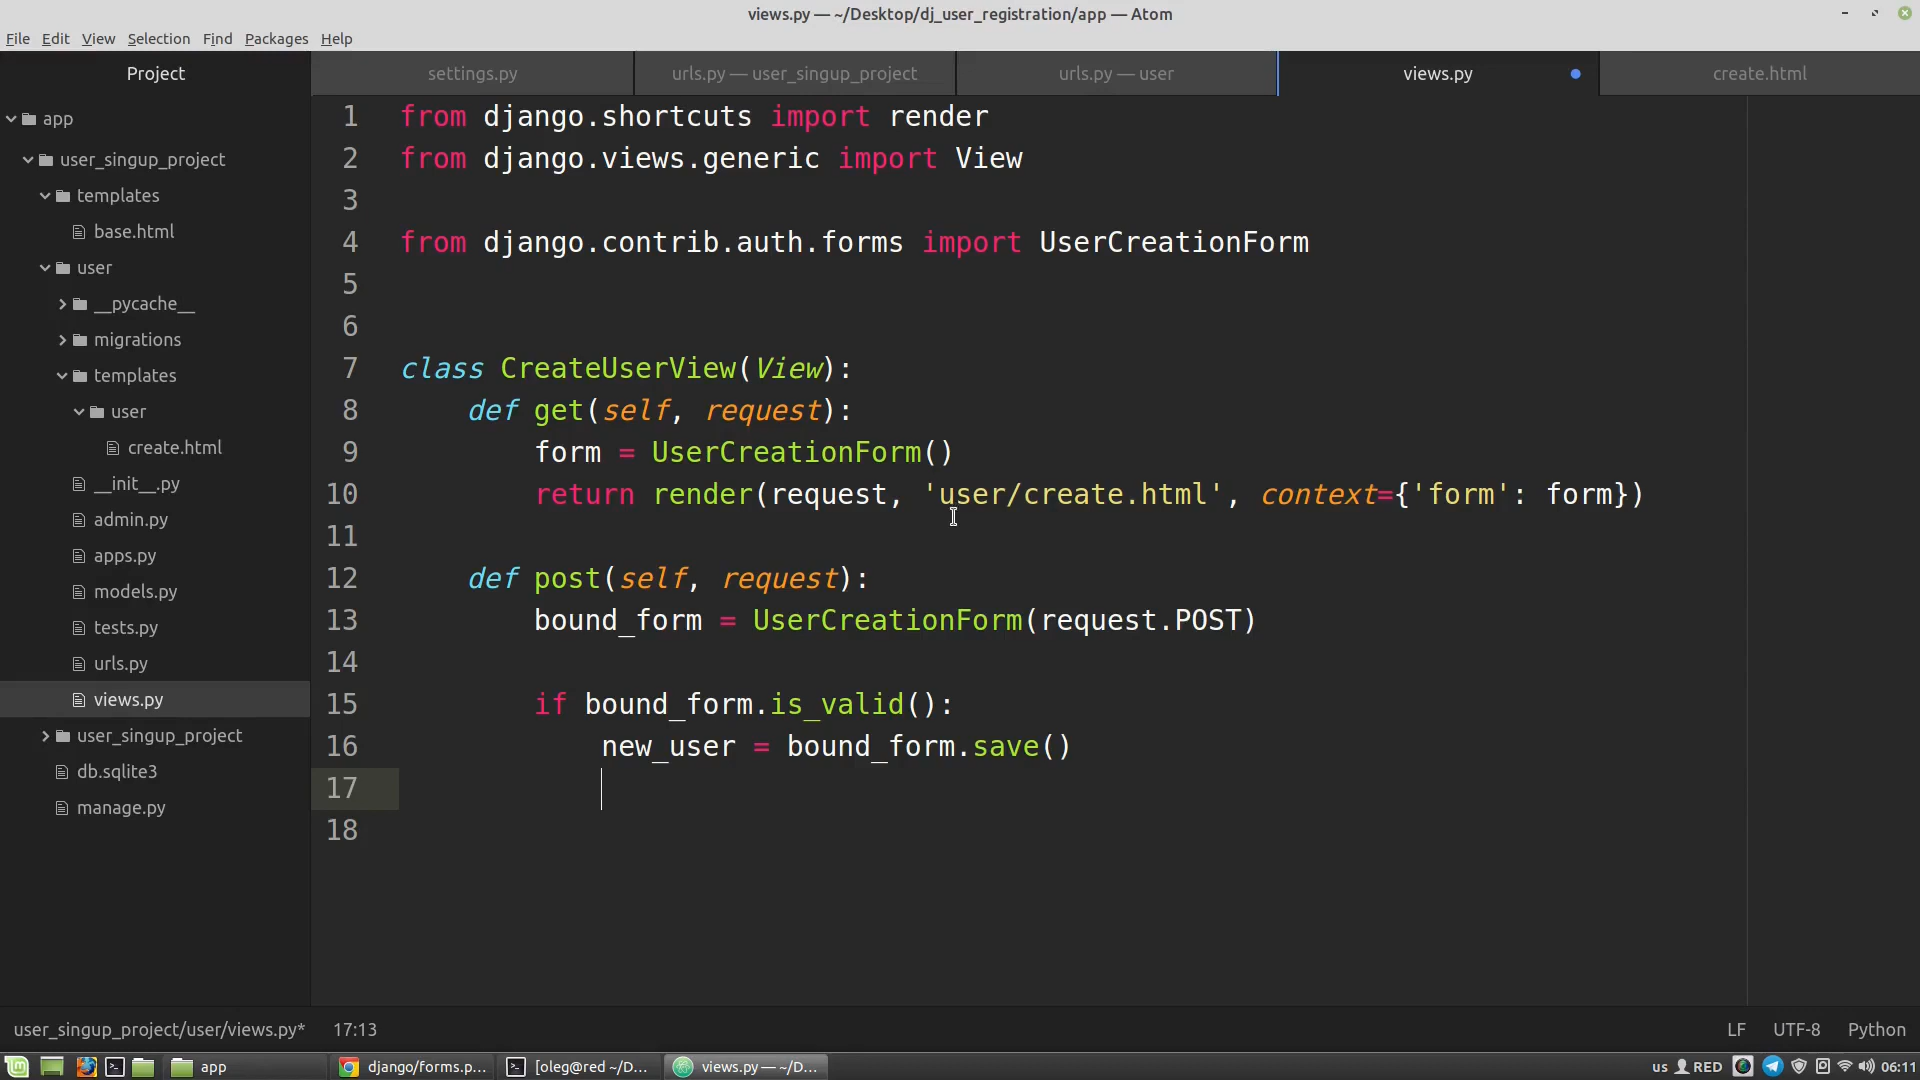 views.py — ~/Desktop/dj_user_registration/app — Atom
File Edit View Selection Find Packages Help
Project
settings.py
urls.py — user_singup_project
urls.py — user
views.py
create.html
app
user_singup_project
templates
base.html
user
__pycache__
migrations
templates
user
create.html
__init__.py
admin.py
apps.py
models.py
tests.py
urls.py
views.py
user_singup_project
db.sqlite3
manage.py
1 from django.shortcuts import render
2 from django.views.generic import View
3
4 from django.contrib.auth.forms import UserCreationForm
5
6
7 class CreateUserView(View):
8     def get(self, request):
9         form = UserCreationForm()
10         return render(request, 'user/create.html', context={'form': form})
11
12     def post(self, request):
13         bound_form = UserCreationForm(request.POST)
14
15         if bound_form.is_valid():
16             new_user = bound_form.save()
17
18
user_singup_project/user/views.py* 17:13 LF UTF-8 Python
app django/forms.p... [oleg@red ~/D... views.py — ~/D... us RED 06:11